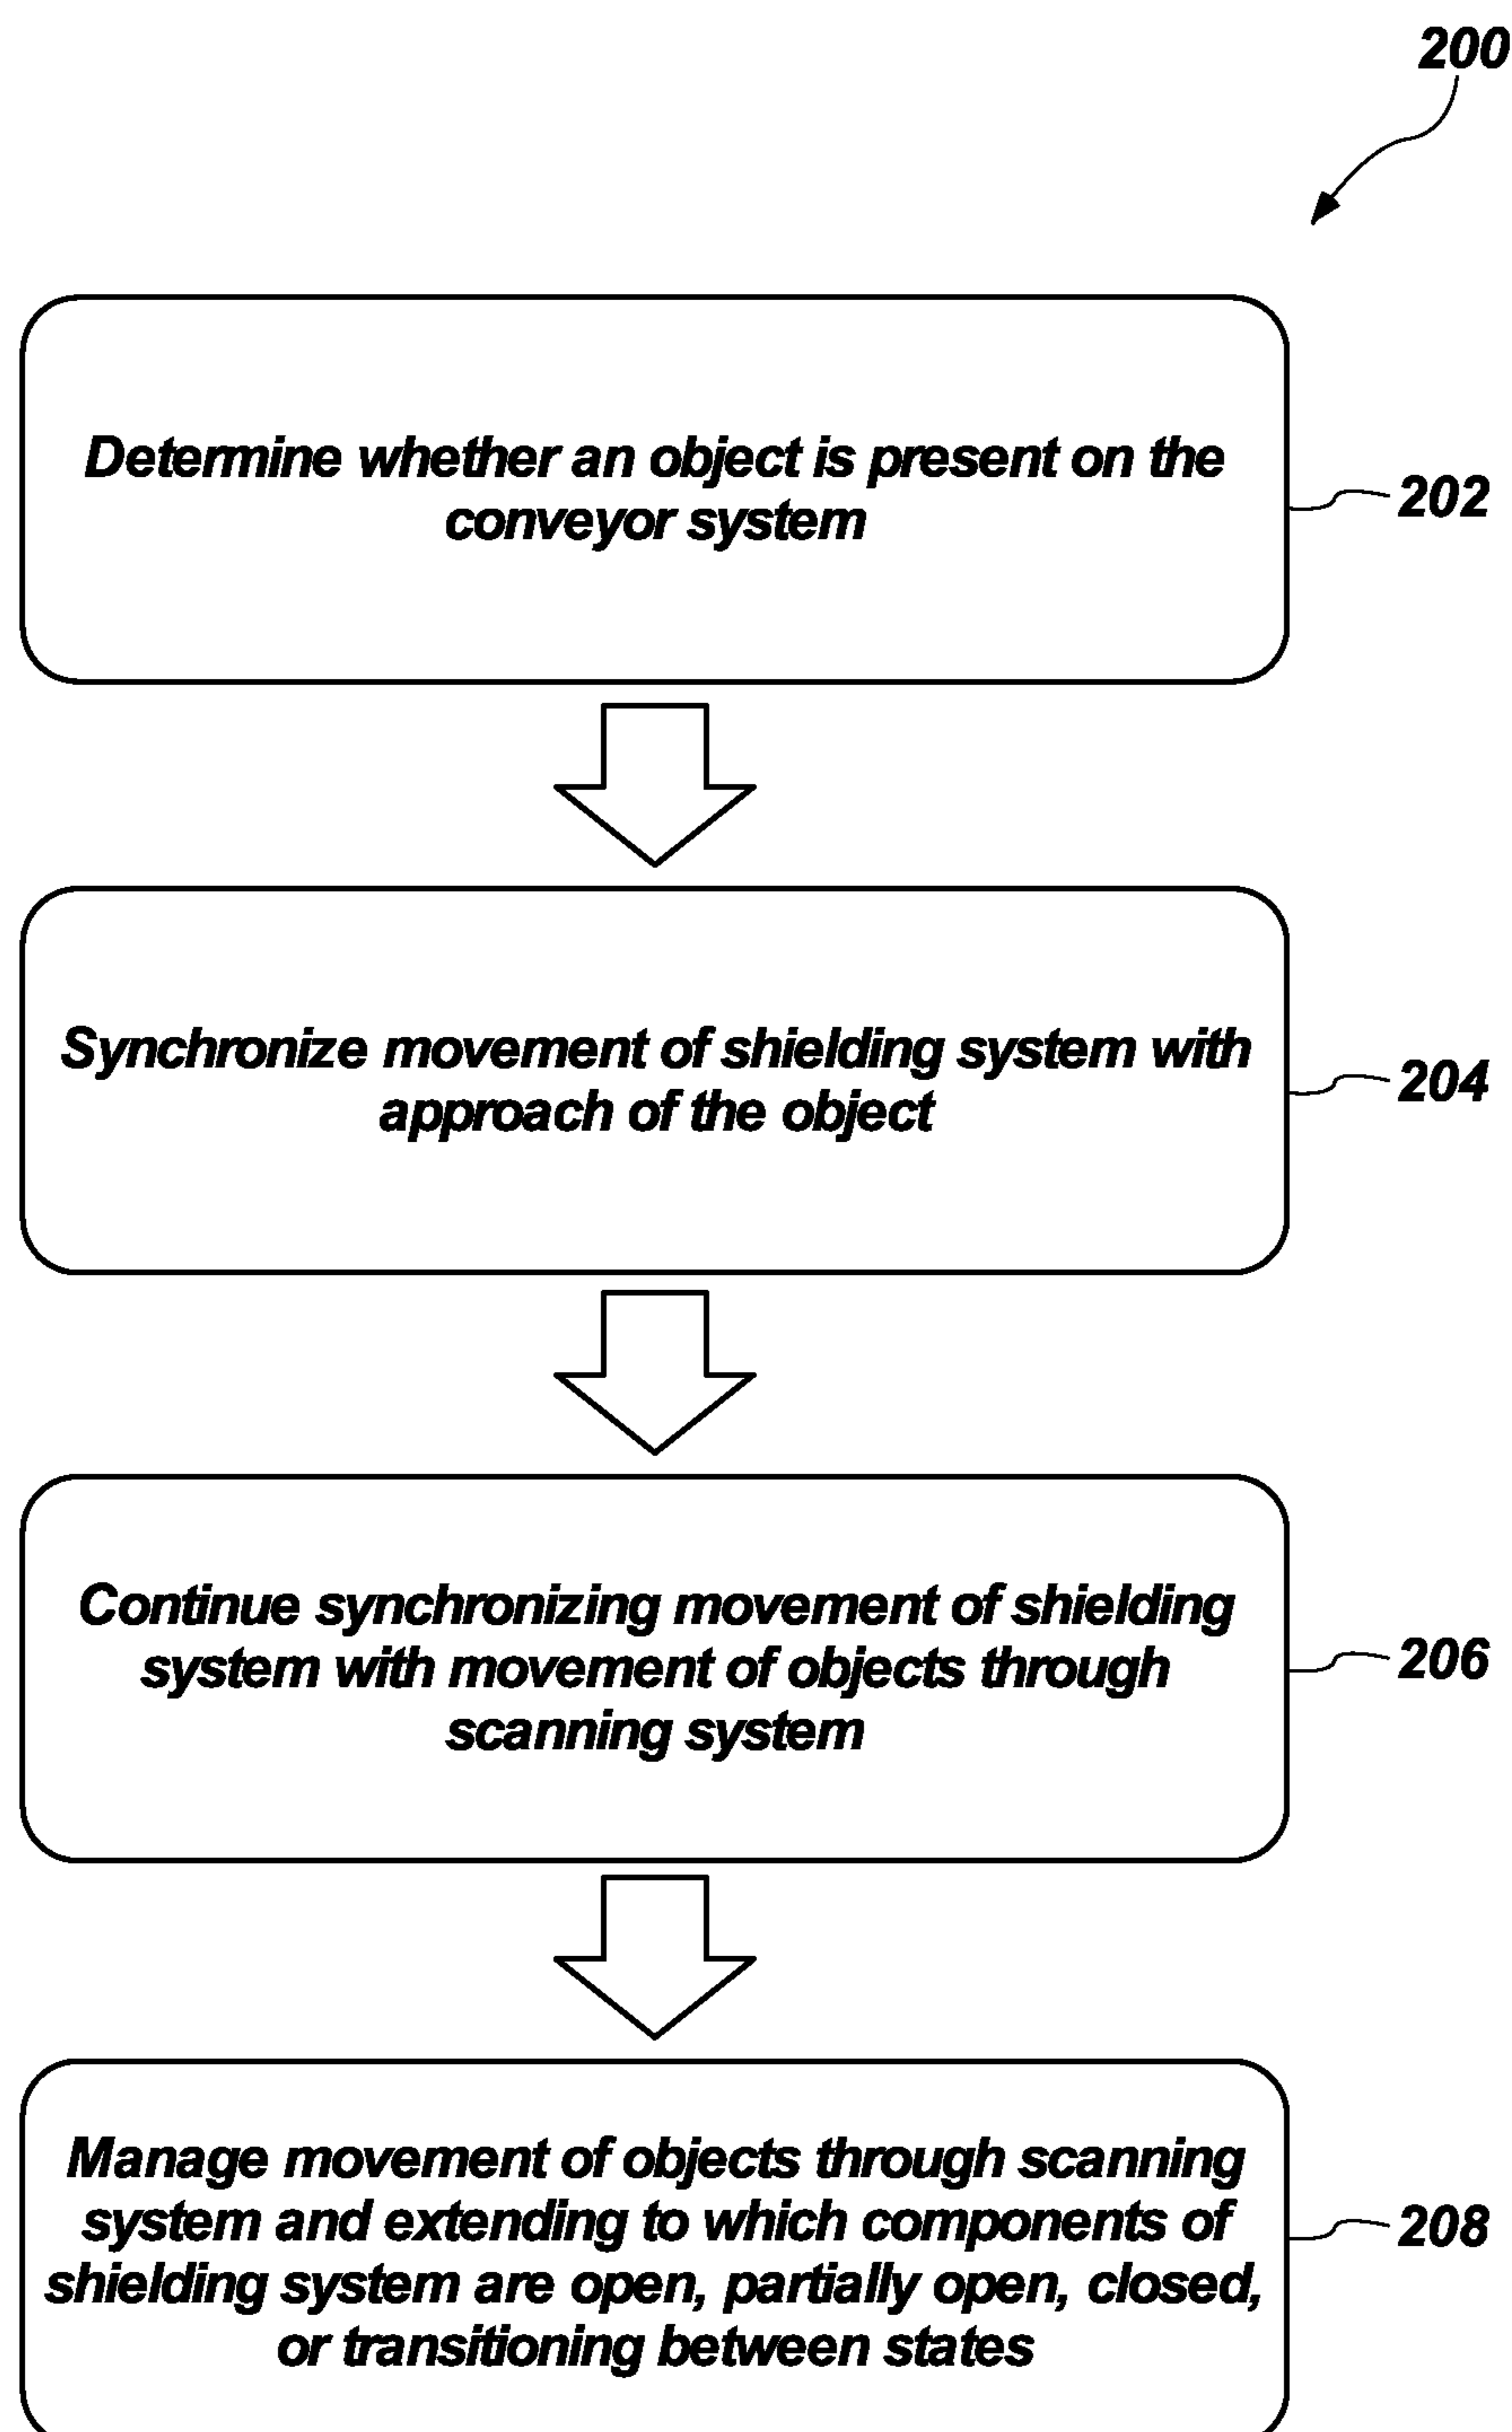 200
Determine whether an object is present on the
conveyor system
202
Synchronize movement of shielding system with
approach of the object
204
Continue synchronizing movement of shielding
system with movement of objects through
scanning system
206
Manage movement of objects through scanning
system and extending to which components of
shielding system are open, partially open, closed,
or transitioning between states
208